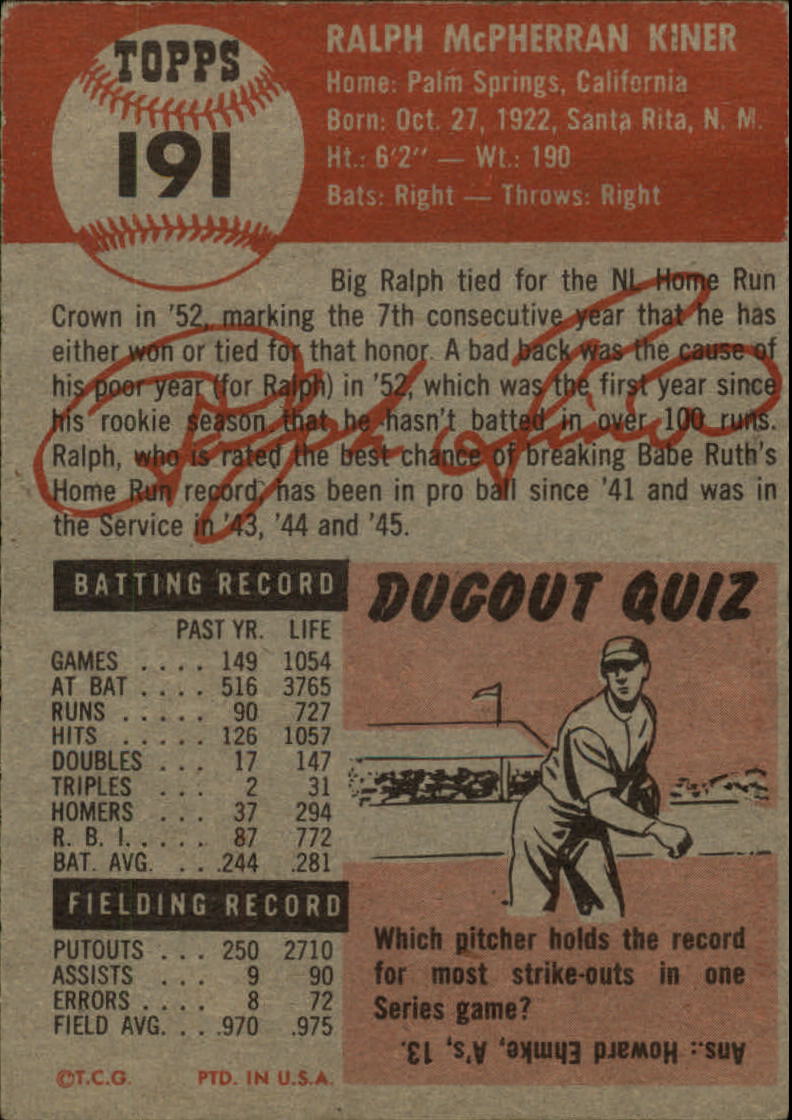 TOPPS
191
RALPH McPHERRAN KINER
Home: Palm Springs, California
Born: Oct. 27, 1922, Santa Rita, N. M.
Ht.: 6'2" — Wt.: 190
Bats: Right — Throws: Right
Big Ralph tied for the NL Home Run
Crown in '52, marking the 7th consecutive year that he has
either won or tied for that honor. A bad back was the cause of
his poor year (for Ralph) in '52, which was the first year since
his rookie season that he hasn't batted in over 100 runs.
Ralph, who is rated the best chance of breaking Babe Ruth's
Home Run record, has been in pro ball since '41 and was in
the Service in '43, '44 and '45.
Ralph Kiner
BATTING RECORD
PAST YR. LIFE
GAMES . . . . 149 1054
AT BAT . . . . 516 3765
RUNS . . . . . 90 727
HITS . . . . . 126 1057
DOUBLES . . . 17 147
TRIPLES . . . 2 31
HOMERS . . . 37 294
R. B. I. . . . . 87 772
BAT. AVG. . . .244 .281
FIELDING RECORD
PUTOUTS . . . 250 2710
ASSISTS . . . 9 90
ERRORS . . . . 8 72
FIELD AVG. . . .970 .975
©T.C.G. PTD. IN U.S.A.
DUGOUT QUIZ
Which pitcher holds the record
for most strike-outs in one
Series game?
Ans.: Howard Ehmke, A's, 13.